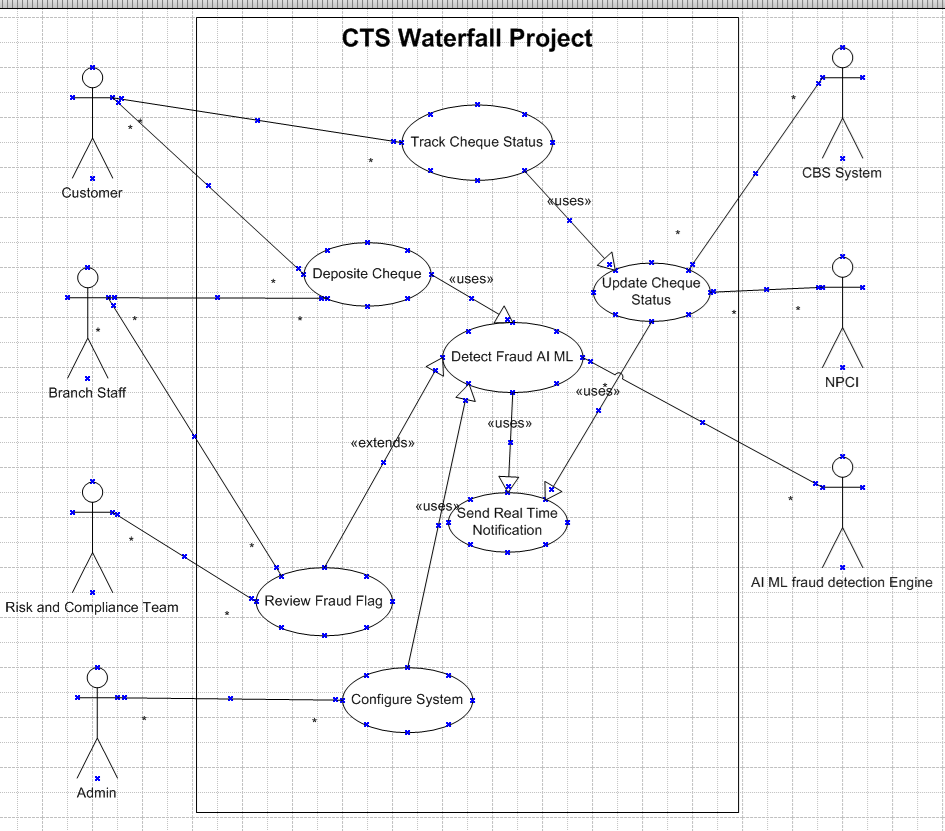 CTS Waterfall Project
Customer
Track Cheque Status
CBS System
«uses»
Deposite Cheque
«uses»
Update Cheque
Status
Branch Staff
Detect Fraud AI ML
NPCI
«uses»
«uses»
«extends»
«uses»
Send Real Time
Notification
AI ML fraud detection Engine
Risk and Compliance Team
Review Fraud Flag
Configure System
Admin